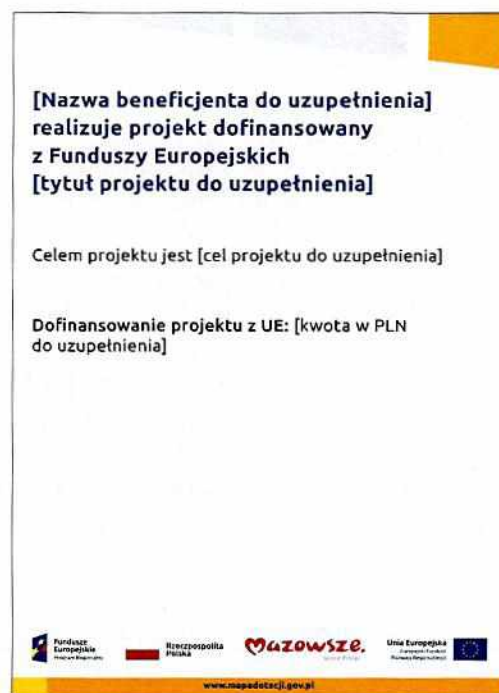 [Nazwa beneficjenta do uzupełnienia]
realizuje projekt dofinansowany
z Funduszy Europejskich
[tytuł projektu do uzupełnienia]
Celem projektu jest [cel projektu do uzupełnienia]
Dofinansowanie projektu z UE: [kwota w PLN
do uzupełnienia]
Fundusze
Europejskie
Program Regionalny
Rzeczpospolita
Polska
Mazowsze.
Unia Europejska
www.mapadotacji.gov.pl